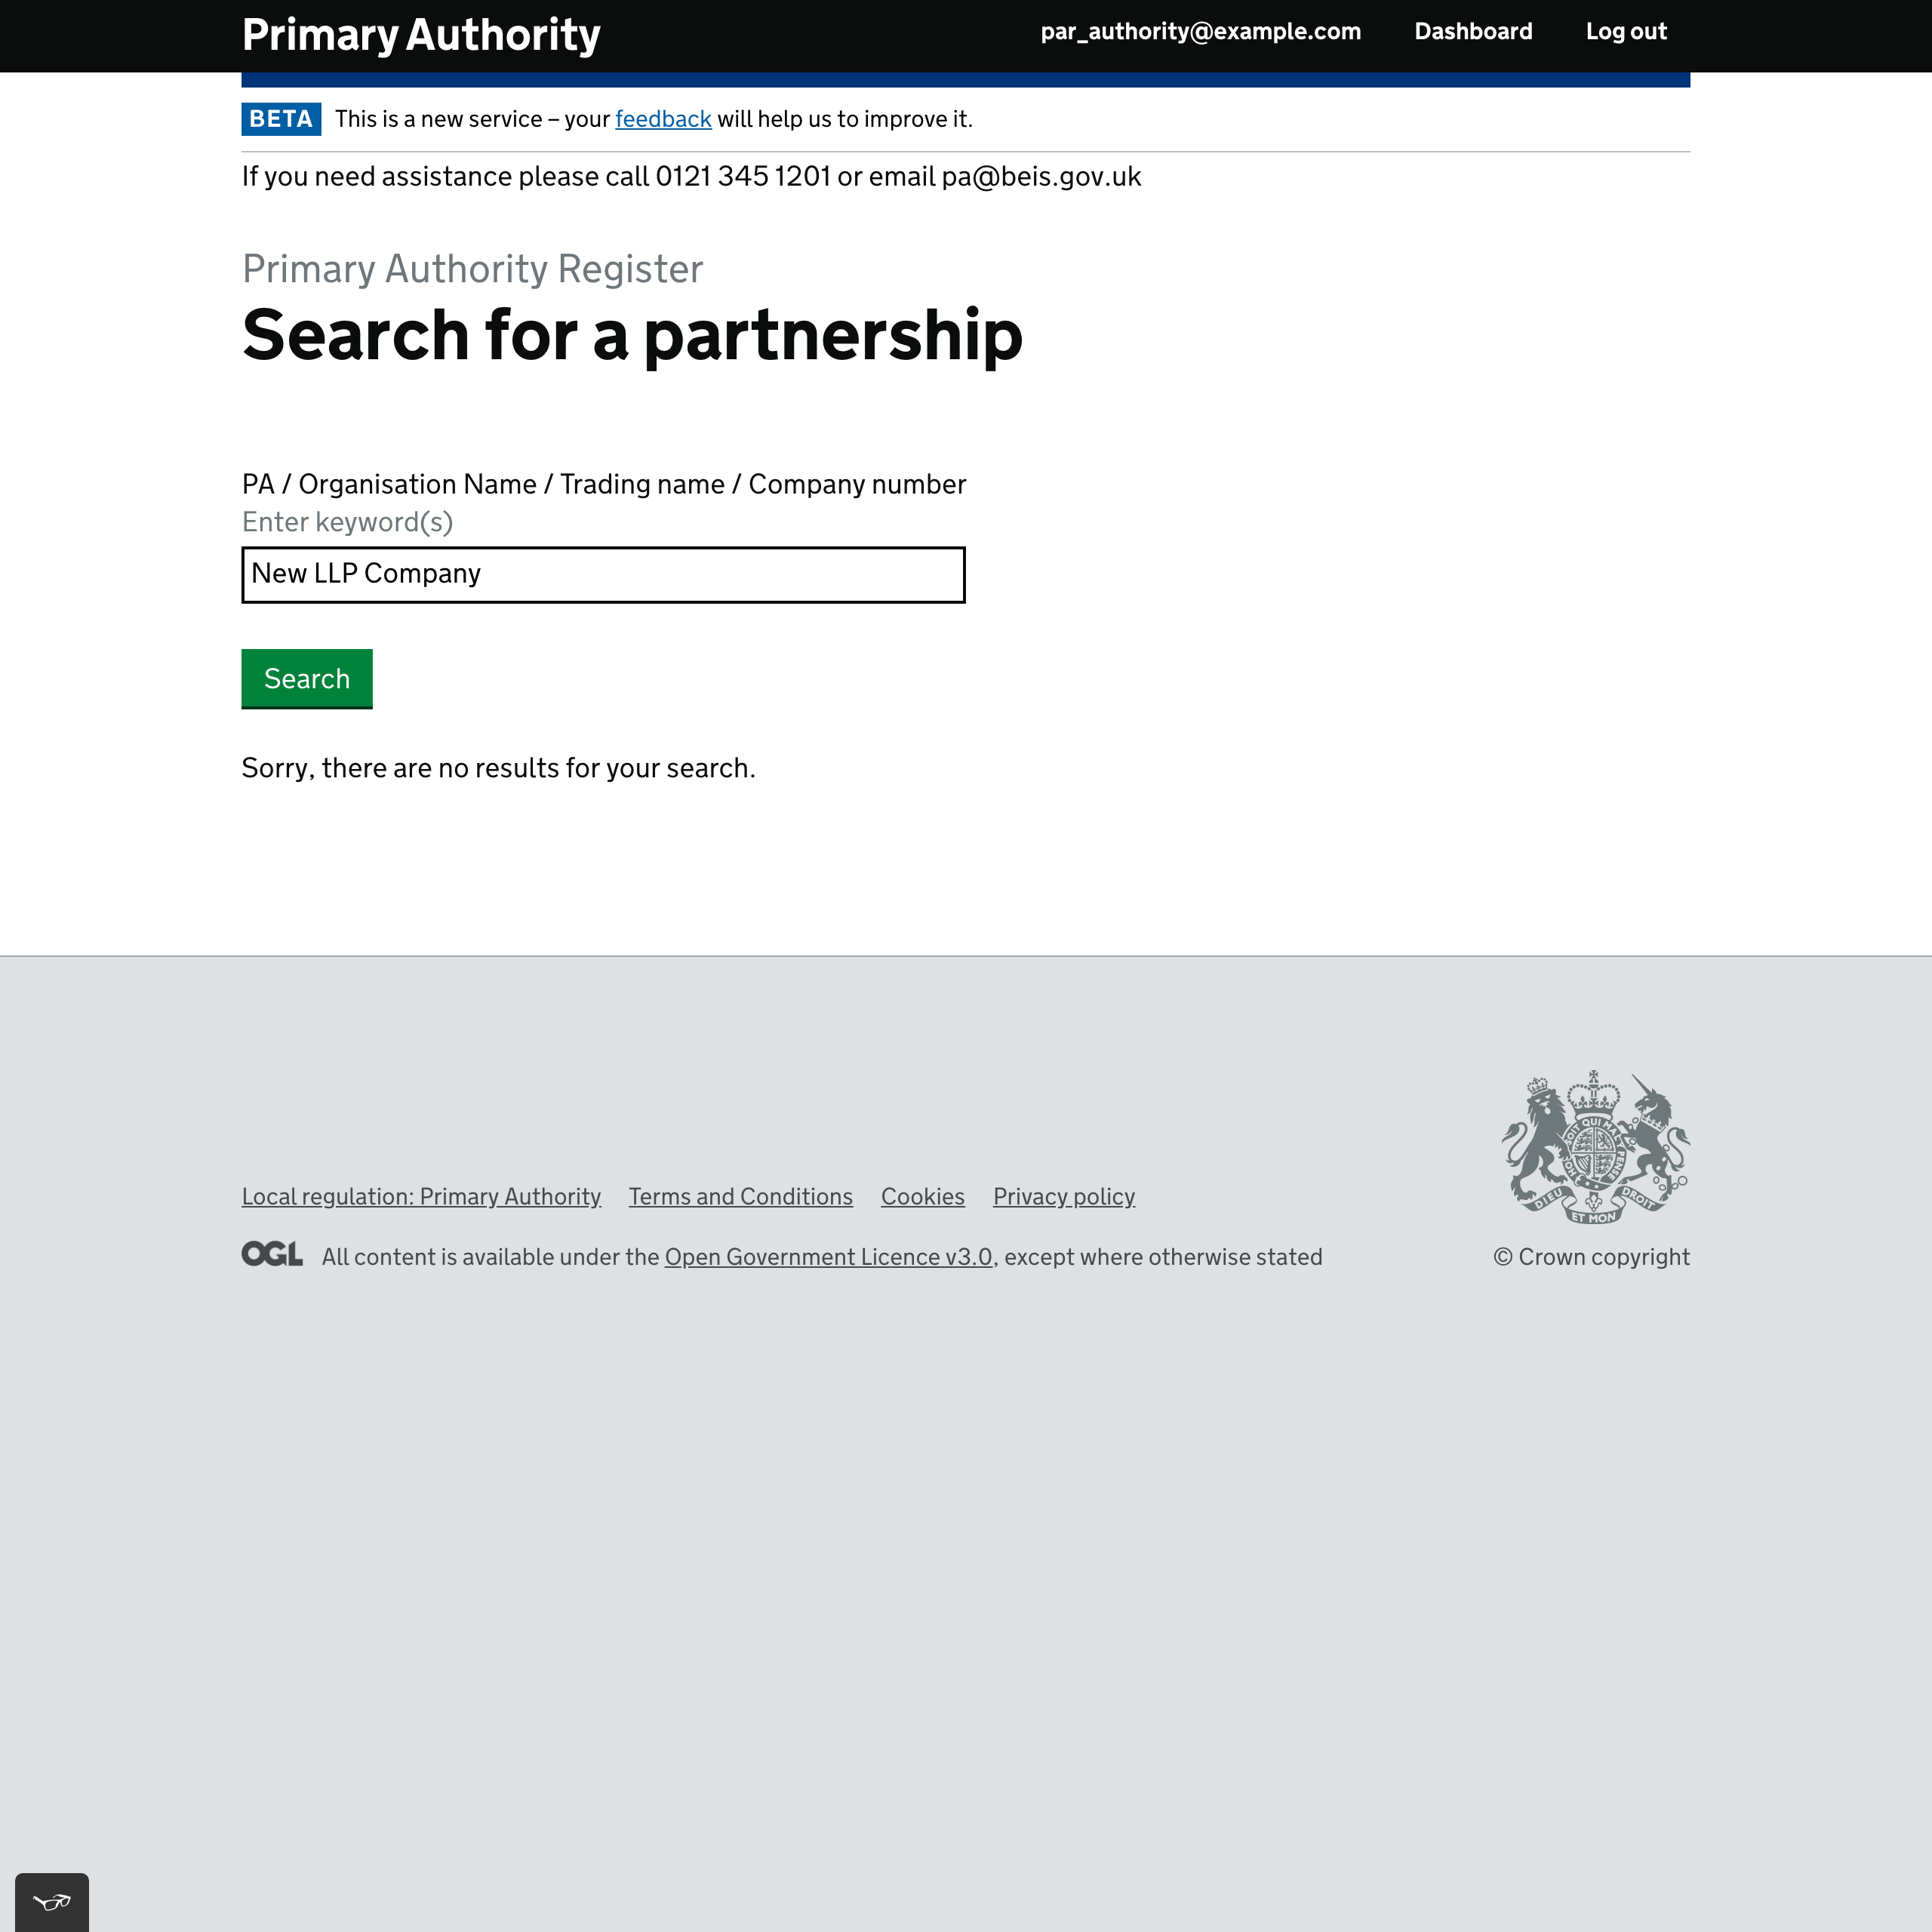 Primary Authority
par_authority@example.com Dashboard Log out
BETA This is a new service – your feedback will help us to improve it.
If you need assistance please call 0121 345 1201 or email pa@beis.gov.uk
Primary Authority Register
Search for a partnership
PA / Organisation Name / Trading name / Company number
Enter keyword(s)
New LLP Company
Search
Sorry, there are no results for your search.
Local regulation: Primary Authority Terms and Conditions Cookies Privacy policy
DIEU ET MON DROIT
OGL All content is available under the Open Government Licence v3.0, except where otherwise stated
© Crown copyright